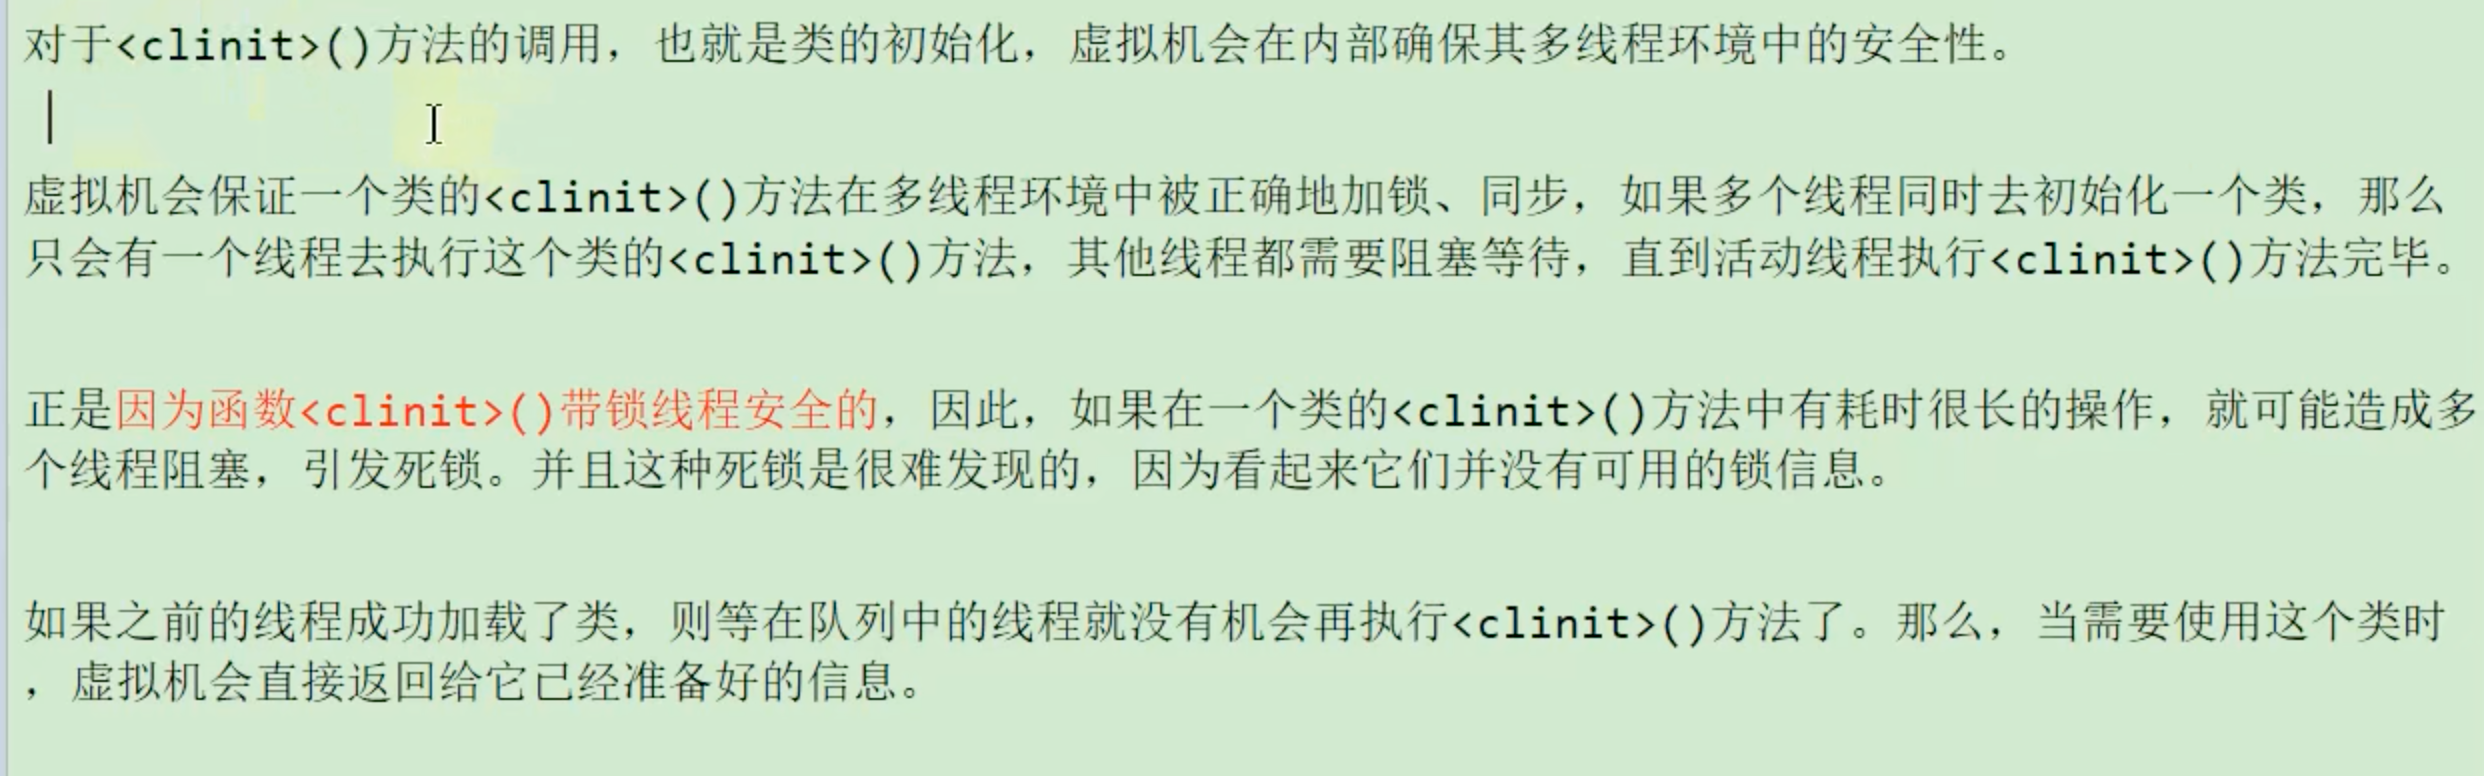 对于<clinit>()方法的调用，也就是类的初始化，虚拟机会在内部确保其多线程环境中的安全性。
虚拟机会保证一个类的<clinit>()方法在多线程环境中被正确地加锁、同步，如果多个线程同时去初始化一个类，那么
只会有一个线程去执行这个类的<clinit>()方法，其他线程都需要阻塞等待，直到活动线程执行<clinit>()方法完毕。
正是因为函数<clinit>()带锁线程安全的，因此，如果在一个类的<clinit>()方法中有耗时很长的操作，就可能造成多
个线程阻塞，引发死锁。并且这种死锁是很难发现的，因为看起来它们并没有可用的锁信息。
如果之前的线程成功加载了类，则等在队列中的线程就没有机会再执行<clinit>()方法了。那么，当需要使用这个类时
，虚拟机会直接返回给它已经准备好的信息。